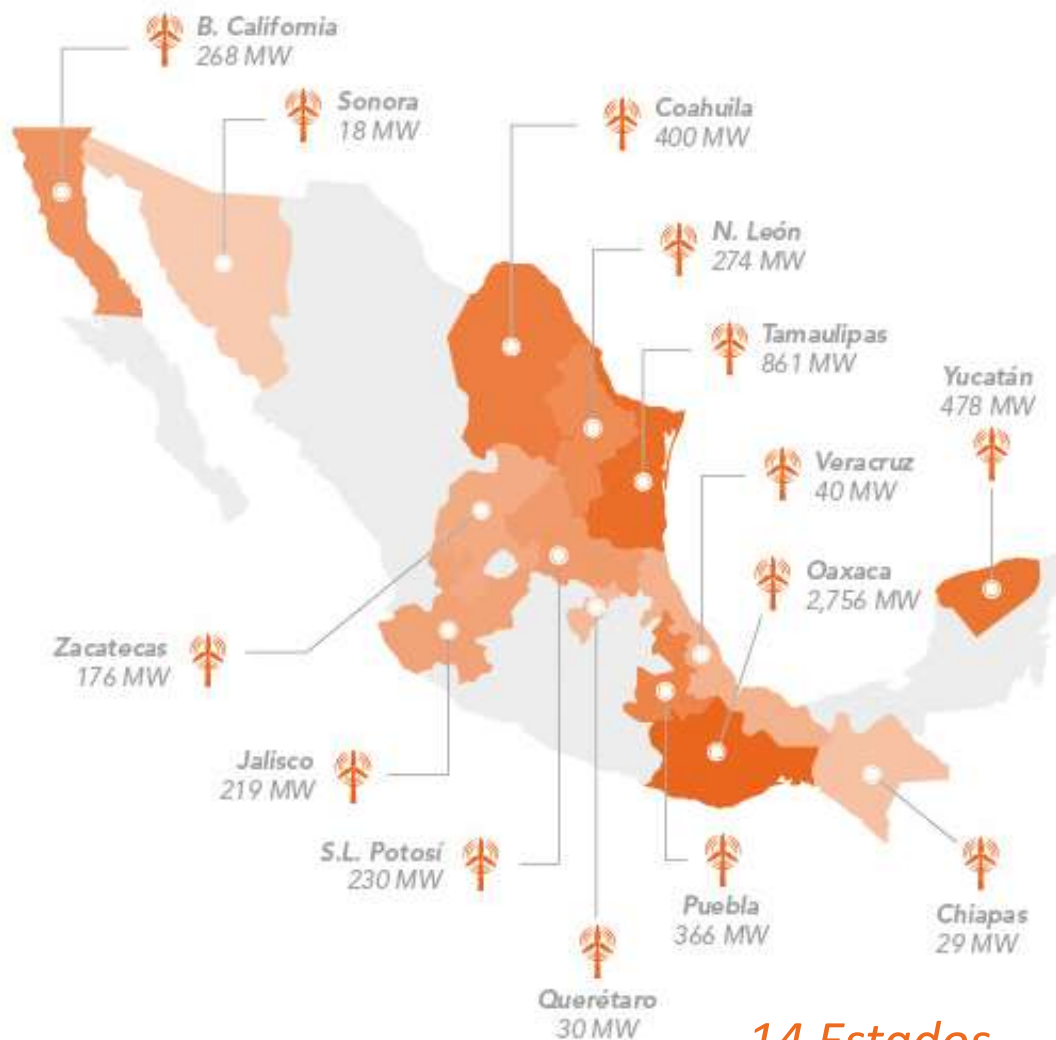 B. California
268 MW
Sonora
18 MW
Coahuila
400 MW
N. León
274 MW
Tamaulipas
861 MW
Yucatán
478 MW
Veracruz
40 MW
Oaxaca
2,756 MW
Zacatecas
176 MW
Jalisco
219 MW
S.L. Potosí
230 MW
Puebla
366 MW
Chiapas
29 MW
Querétaro
30 MW
14 Estados